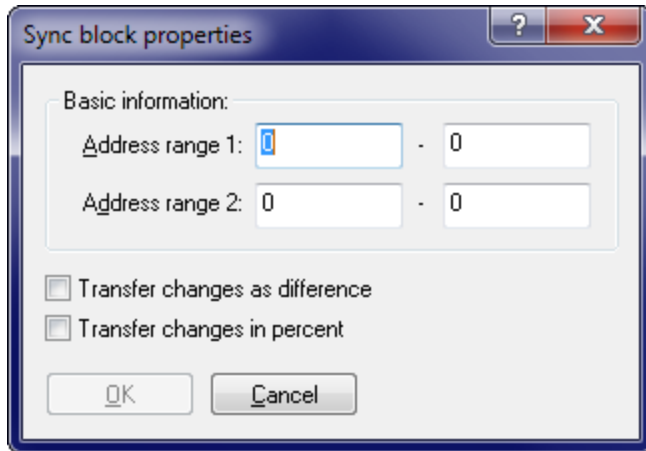 Sync block properties
?
Basic information:
Address range 1: 0 - 0
Address range 2: 0 - 0
Transfer changes as difference
Transfer changes in percent
OK Cancel